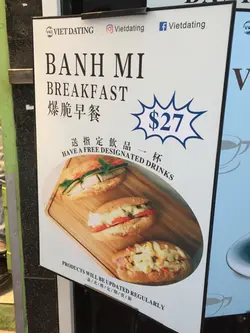 VIETDATING
Vietdating
Vietdating
BANH MI
BREAKFAST
爆脆早餐
$27
送指定飲品一杯
HAVE A FREE DESIGNATED DRINKS
PRODUCTS WILL BE UPDATED REGULARLY